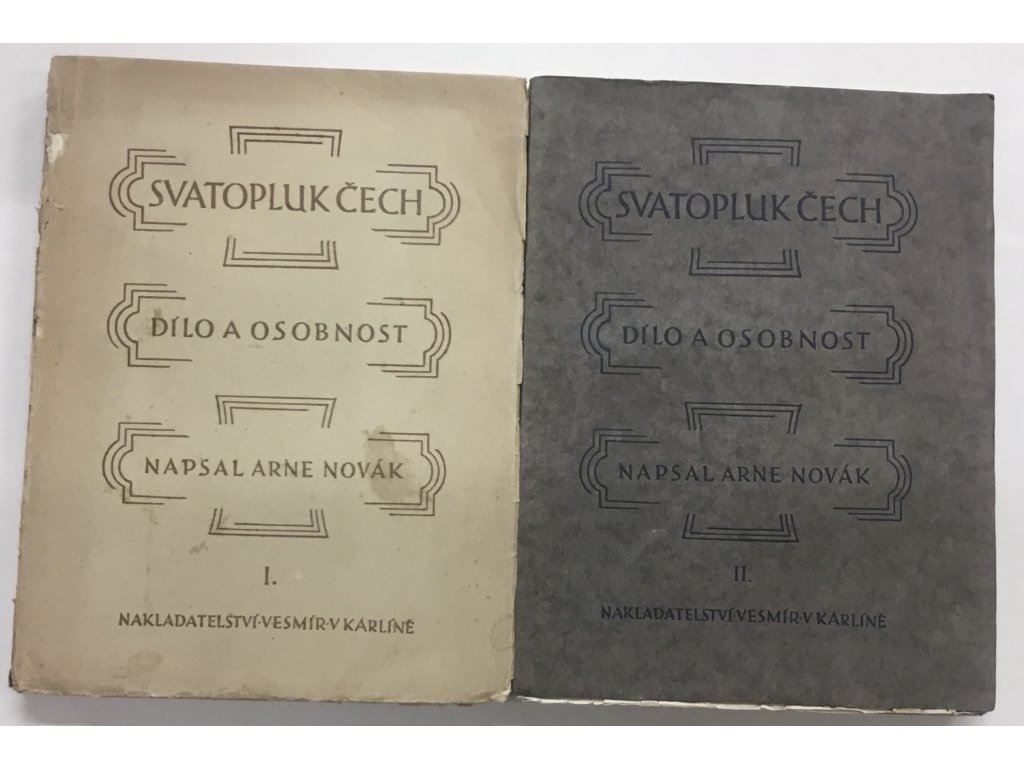 SVATOPLUK ČECH
DÍLO A OSOBNOST
NAPSAL ARNE NOVÁK
I.
NAKLADATELSTVÍ·VESMÍR·V KARLÍNĚ
SVATOPLUK ČECH
DÍLO A OSOBNOST
NAPSAL ARNE NOVÁK
II.
NAKLADATELSTVÍ·VESMÍR·V KARLÍNĚ